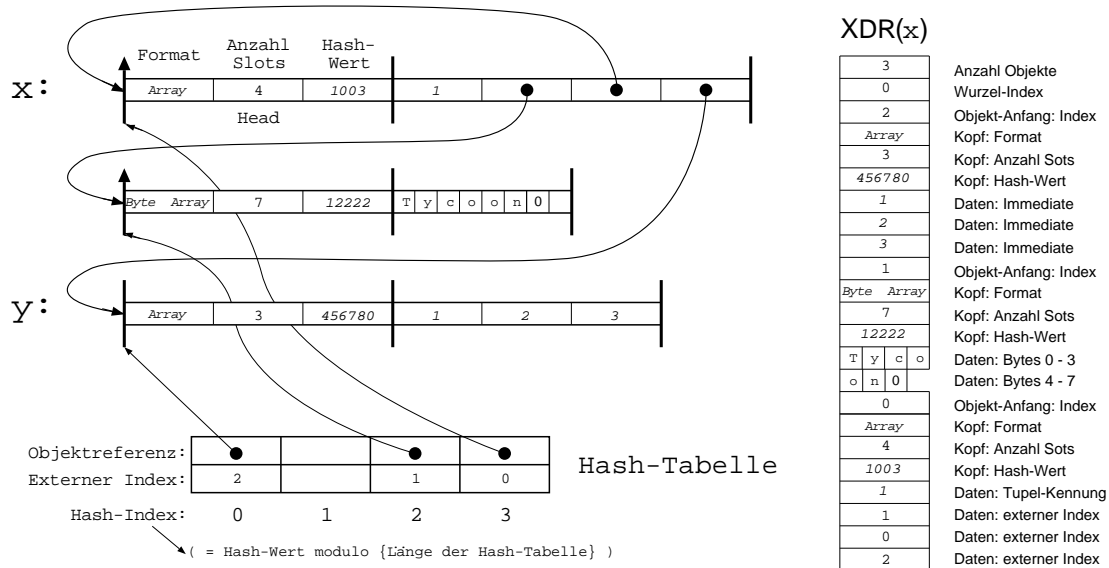 Format Anzahl Slots Hash-Wert
x: Array 4 1003 1
Head
Byte Array 7 12222 T y c o o n 0
y: Array 3 456780 1 2 3
Objektreferenz:
Externer Index: 2 1 0
Hash-Tabelle
Hash-Index: 0 1 2 3
( = Hash-Wert modulo {Länge der Hash-Tabelle} )
XDR(x)
3 Anzahl Objekte
0 Wurzel-Index
2 Objekt-Anfang: Index
Array Kopf: Format
3 Kopf: Anzahl Sots
456780 Kopf: Hash-Wert
1 Daten: Immediate
2 Daten: Immediate
3 Daten: Immediate
1 Objekt-Anfang: Index
Byte Array Kopf: Format
7 Kopf: Anzahl Sots
12222 Kopf: Hash-Wert
T y c o Daten: Bytes 0 - 3
o n 0 Daten: Bytes 4 - 7
0 Objekt-Anfang: Index
Array Kopf: Format
4 Kopf: Anzahl Sots
1003 Kopf: Hash-Wert
1 Daten: Tupel-Kennung
1 Daten: externer Index
0 Daten: externer Index
2 Daten: externer Index